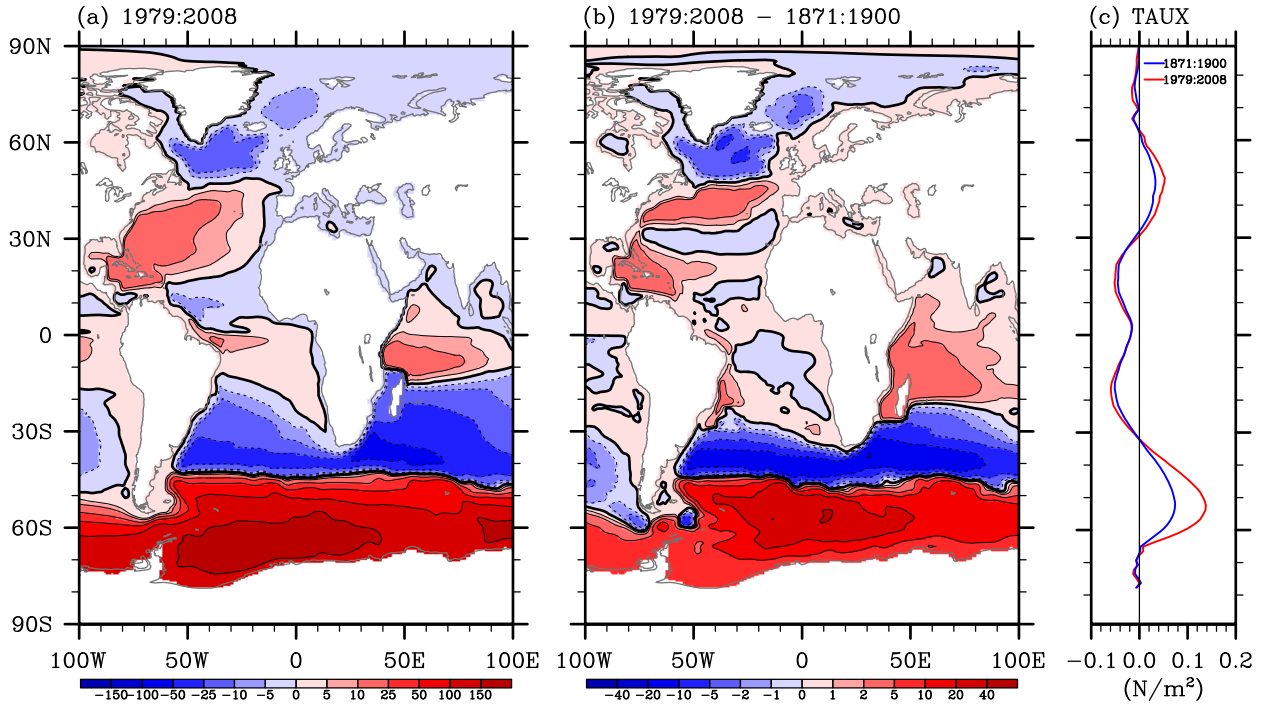 (a) 1979:2008
(b) 1979:2008 − 1871:1900
(c) TAUX
90N
60N
30N
0
30S
60S
90S
1871:1900
1979:2008
100W 50W 0 50E 100E
100W 50W 0 50E 100E
−0.1 0.0 0.1 0.2
(N/m²)
−150 −100 −50 −25 −10 −5 0 5 10 25 50 100 150
−40 −20 −10 −5 −2 −1 0 1 2 5 10 20 40